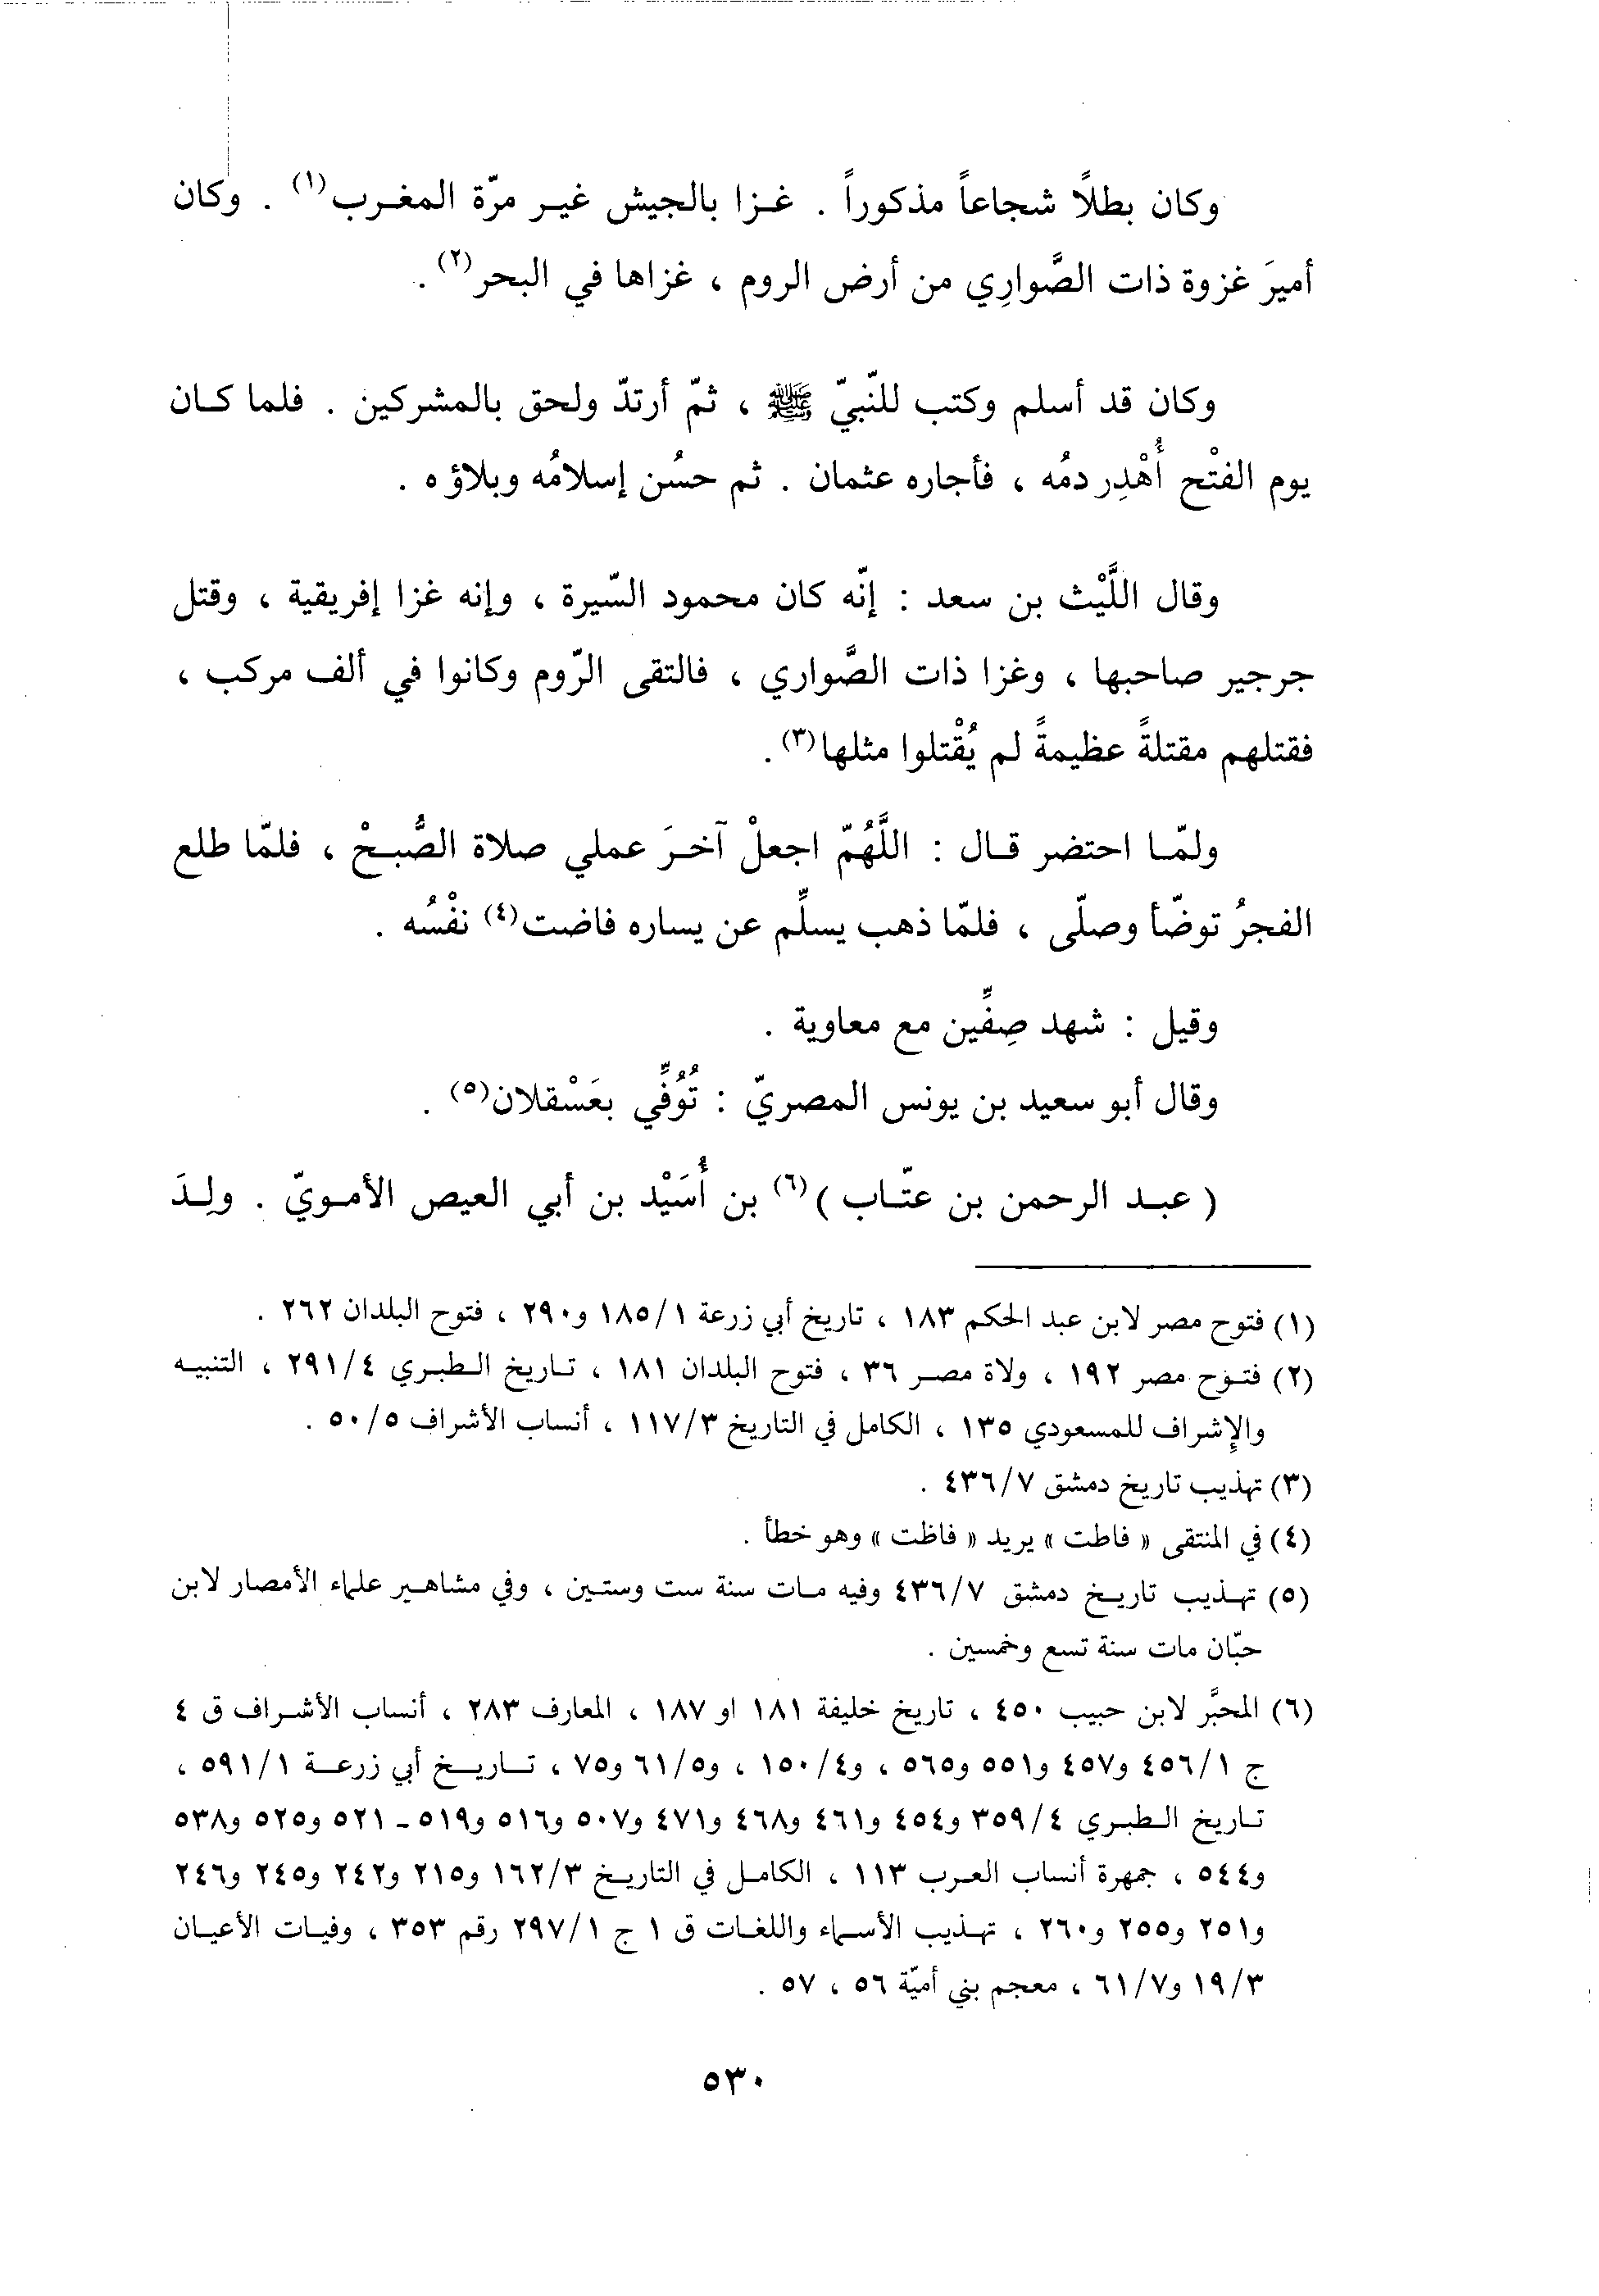 وكان بطلاً شجاعاً مذكوراً . غـزا بالجيش غيـر مرّة المغـرب(١) . وكان
أميرَ غزوة ذات الصَّوارِي من أرض الروم ، غزاها في البحر(٢) .
وكان قد أسلم وكتب للنّبيّ ﷺ ، ثمّ أرتدّ ولحق بالمشركين . فلما كـان
يوم الفتْح أُهْدِر دمُه ، فأجاره عثمان . ثم حسُن إسلامُه وبلاؤه .
وقال اللَّيْث بن سعد : إنّه كان محمود السّيرة ، وإنه غزا إفريقية ، وقتل
جرجير صاحبها ، وغزا ذات الصَّواري ، فالتقى الرّوم وكانوا في ألف مركب ،
فقتلهم مقتلةً عظيمةً لم يُقْتلوا مثلها(٣) .
ولمّـا احتضر قـال : اللَّهُمّ اجعلْ آخـرَ عملي صلاة الصُّبـحْ ، فلمّا طلع
الفجرُ توضّأ وصلّى ، فلمّا ذهب يسلِّم عن يساره فاضت(٤) نفْسُه .
وقيل : شهد صِفِّين مع معاوية .
وقال أبو سعيد بن يونس المصريّ : تُوُفِّي بعَسْقلان(٥) .
( عبـد الرحمن بن عتّـاب )(٦) بن أُسَيْد بن أبي العيص الأمـويّ . ولِـدَ
(١) فتوح مصر لابن عبد الحكم ١٨٣ ، تاريخ أبي زرعة ١٨٥/١ و٢٩٠ ، فتوح البلدان ٢٦٢ .
(٢) فتـوح مصر ١٩٢ ، ولاة مصـر ٣٦ ، فتوح البلدان ١٨١ ، تـاريخ الـطبـري ٢٩١/٤ ، التنبيـه
والإشراف للمسعودي ١٣٥ ، الكامل في التاريخ ١١٧/٣ ، أنساب الأشراف ٥٠/٥ .
(٣) تهذيب تاريخ دمشق ٤٣٦/٧ .
(٤) في المنتقى « فاطت » يريد « فاظت » وهو خطأ .
(٥) تهـذيب تاريـخ دمشق ٤٣٦/٧ وفيه مـات سنة ست وستـين ، وفي مشاهـير علماء الأمصار لابن
حبّان مات سنة تسع وخمسين .
(٦) المحبَّر لابن حبيب ٤٥٠ ، تاريخ خليفة ١٨١ او ١٨٧ ، المعارف ٢٨٣ ، أنساب الأشـراف ق ٤
ج ٤٥٦/١ و٤٥٧ و٥٥١ و٥٦٥ ، و١٥٠/٤ ، و٦١/٥ و٧٥ ، تـاريـخ أبي زرعـة ٥٩١/١ ،
تـاريخ الـطبـري ٣٥٩/٤ و٤٥٤ و٤٦١ و٤٦٨ و٤٧١ و٥٠٧ و٥١٦ و٥١٩ـ ٥٢١ و٥٢٥ و٥٣٨
و٥٤٤ ، جمهرة أنساب العـرب ١١٣ ، الكامـل في التاريـخ ١٦٢/٣ و٢١٥ و٢٤٢ و٢٤٥ و٢٤٦
و٢٥١ و٢٥٥ و٢٦٠ ، تهـذيب الأسـماء واللغـات ق ١ ج ٢٩٧/١ رقم ٣٥٣ ، وفيـات الأعيـان
١٩/٣ و٦١/٧ ، معجم بني أميّة ٥٦ ، ٥٧ .
٥٣٠